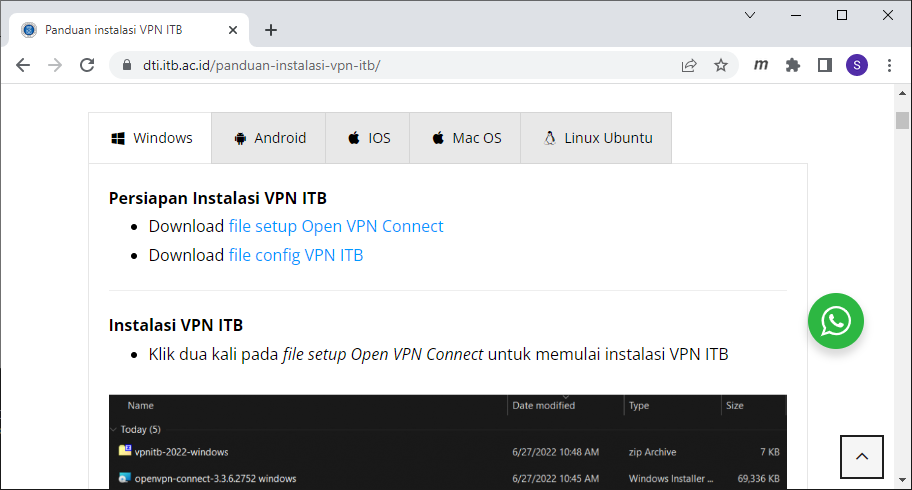 Panduan instalasi VPN ITB
dti.itb.ac.id/panduan-instalasi-vpn-itb/
m
S
Windows
Android
IOS
Mac OS
Linux Ubuntu
Persiapan Instalasi VPN ITB
Download file setup Open VPN Connect
Download file config VPN ITB
Instalasi VPN ITB
Klik dua kali pada file setup Open VPN Connect untuk memulai instalasi VPN ITB
Name Date modified Type Size
Today (5)
vpnitb-2022-windows 6/27/2022 10:48 AM zip Archive 7 KB
openvpn-connect-3.3.6.2752 windows 6/27/2022 10:45 AM Windows Installer ... 69,336 KB